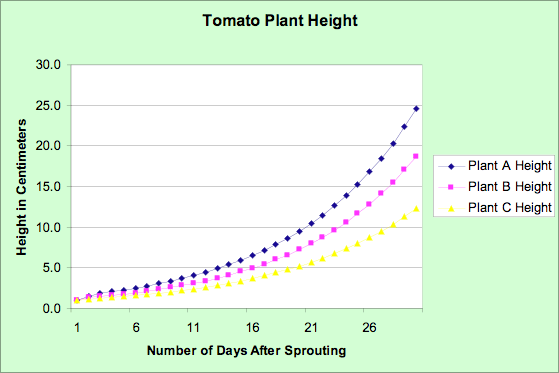 Tomato Plant Height
30.0
25.0
20.0
15.0
10.0
5.0
0.0
Height in Centimeters
1 6 11 16 21 26
Number of Days After Sprouting
Plant A Height
Plant B Height
Plant C Height